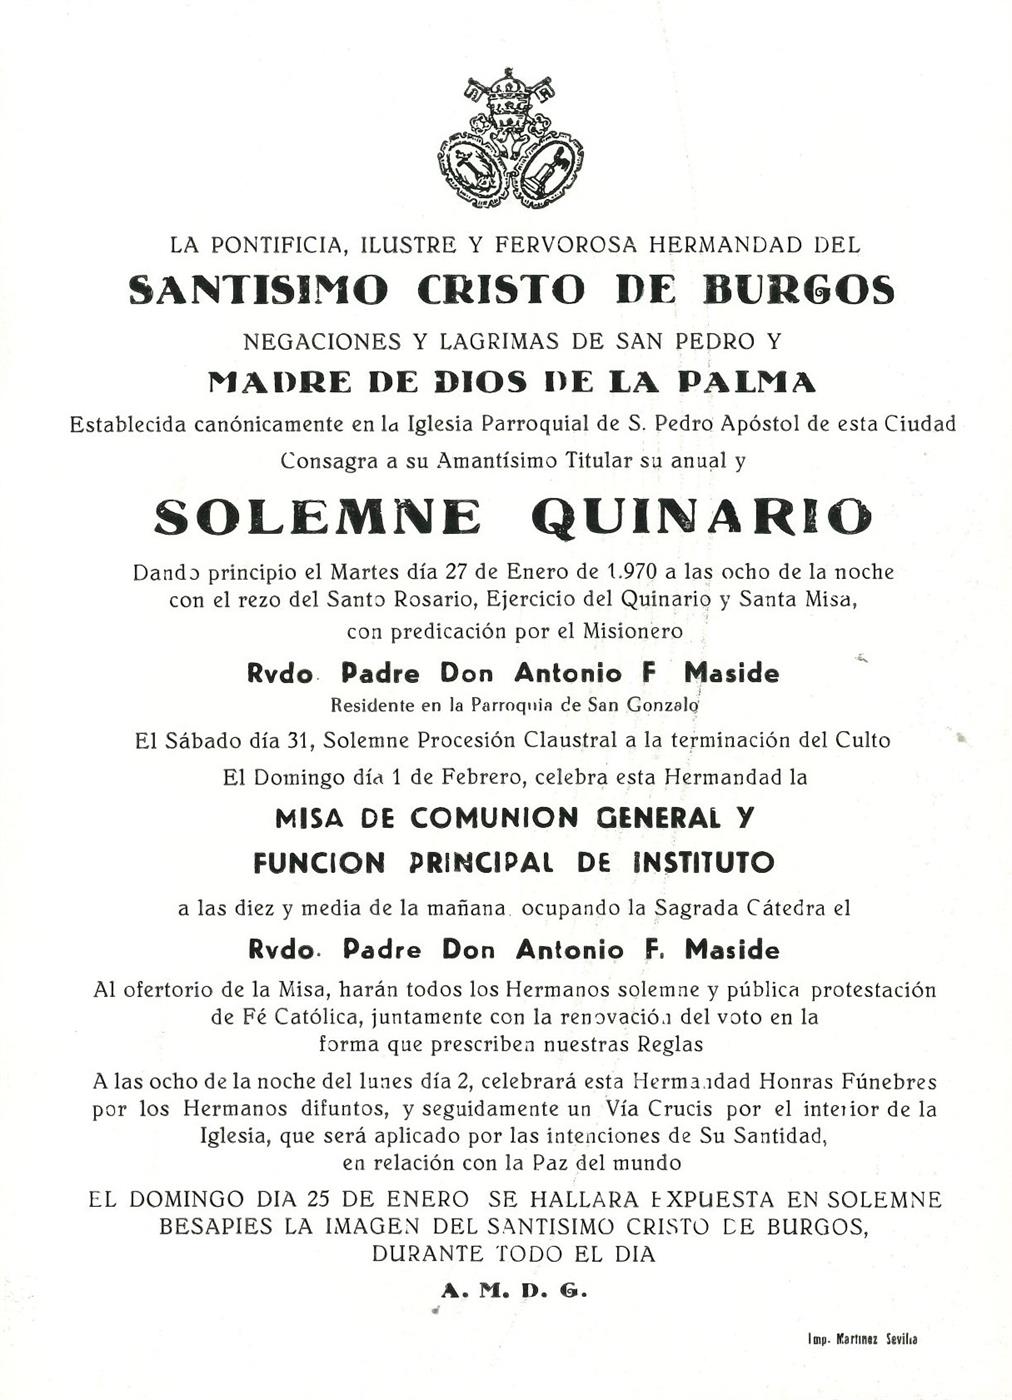 LA PONTIFICIA, ILUSTRE Y FERVOROSA HERMANDAD DEL
SANTISIMO CRISTO DE BURGOS
NEGACIONES Y LAGRIMAS DE SAN PEDRO Y
MADRE DE DIOS DE LA PALMA
Establecida canónicamente en la Iglesia Parroquial de S. Pedro Apóstol de esta Ciudad
Consagra a su Amantísimo Titular su anual y
SOLEMNE QUINARIO
Dando principio el Martes día 27 de Enero de 1.970 a las ocho de la noche
con el rezo del Santo Rosario, Ejercicio del Quinario y Santa Misa,
con predicación por el Misionero
Rvdo. Padre Don Antonio F Maside
Residente en la Parroquia de San Gonzalo
El Sábado día 31, Solemne Procesión Claustral a la terminación del Culto
El Domingo día 1 de Febrero, celebra esta Hermandad la
MISA DE COMUNION GENERAL Y
FUNCION PRINCIPAL DE INSTITUTO
a las diez y media de la mañana. ocupando la Sagrada Cátedra el
Rvdo. Padre Don Antonio F. Maside
Al ofertorio de la Misa, harán todos los Hermanos solemne y pública protestación
de Fé Católica, juntamente con la renovación del voto en la
forma que prescriben nuestras Reglas
A las ocho de la noche del lunes día 2, celebrará esta Hermandad Honras Fúnebres
por los Hermanos difuntos, y seguidamente un Vía Crucis por el interior de la
Iglesia, que será aplicado por las intenciones de Su Santidad,
en relación con la Paz del mundo
EL DOMINGO DIA 25 DE ENERO SE HALLARA EXPUESTA EN SOLEMNE
BESAPIES LA IMAGEN DEL SANTISIMO CRISTO DE BURGOS,
DURANTE TODO EL DIA
A. M. D. G.
Imp. Martinez Sevilla